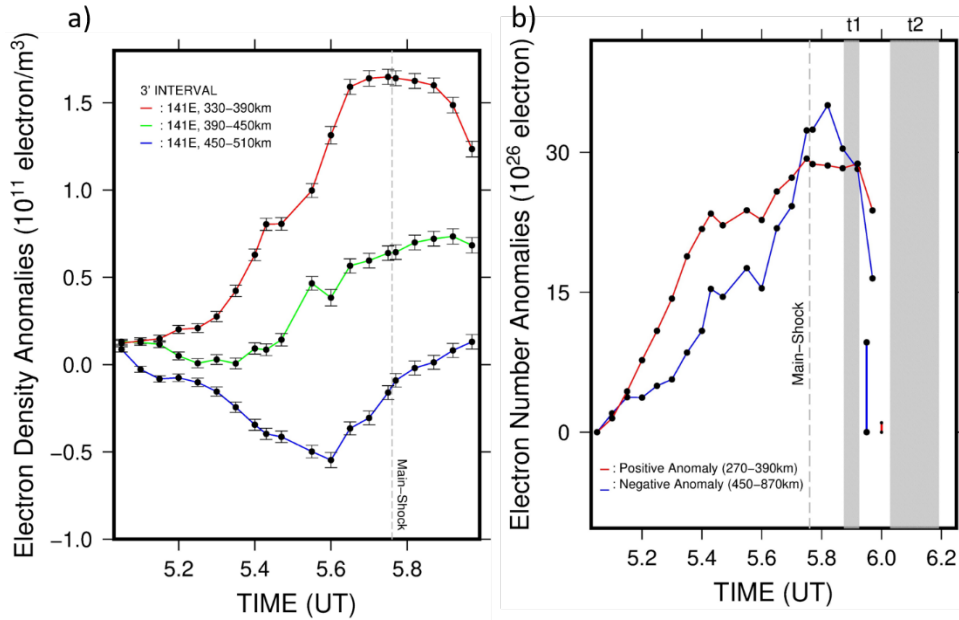 a)
Electron Density Anomalies (10¹¹ electron/m³)
1.5
1.0
0.5
0.0
−0.5
−1.0
3' INTERVAL
: 141E, 330−390km
: 141E, 390−450km
: 141E, 450−510km
Main−Shock
5.2 5.4 5.6 5.8
TIME (UT)
b)
t1 t2
Electron Number Anomalies (10²⁶ electron)
30
15
0
Main−Shock
: Positive Anomaly (270−390km)
: Negative Anomaly (450−870km)
5.2 5.4 5.6 5.8 6.0 6.2
TIME (UT)